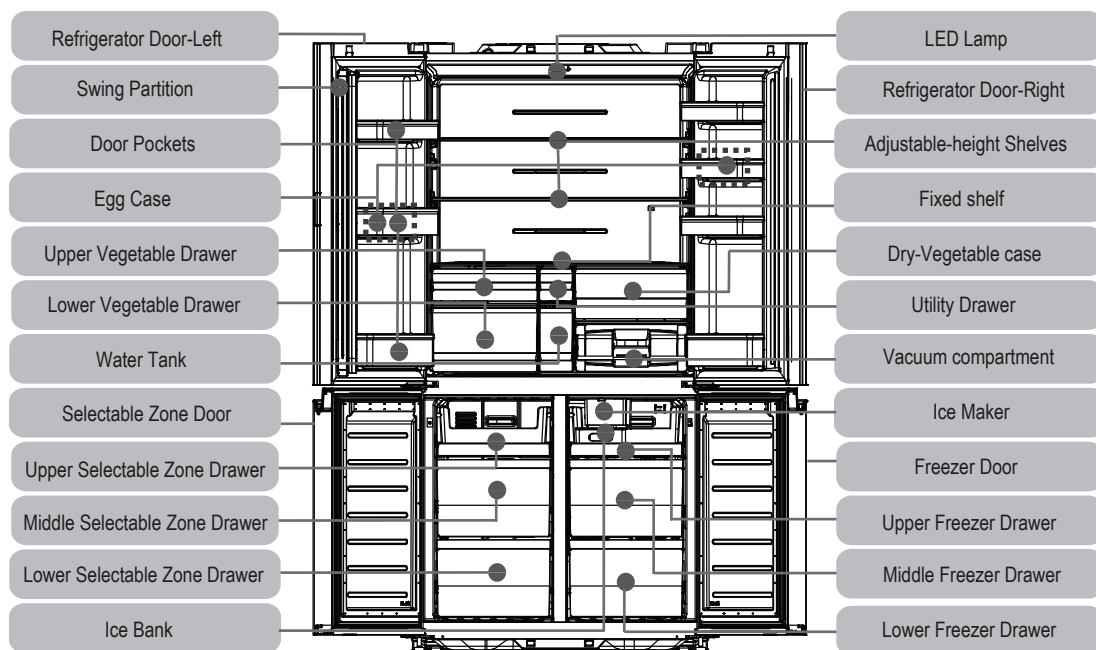 Refrigerator Door-Left
Swing Partition
Door Pockets
Egg Case
Upper Vegetable Drawer
Lower Vegetable Drawer
Water Tank
Selectable Zone Door
Upper Selectable Zone Drawer
Middle Selectable Zone Drawer
Lower Selectable Zone Drawer
Ice Bank
LED Lamp
Refrigerator Door-Right
Adjustable-height Shelves
Fixed shelf
Dry-Vegetable case
Utility Drawer
Vacuum compartment
Ice Maker
Freezer Door
Upper Freezer Drawer
Middle Freezer Drawer
Lower Freezer Drawer